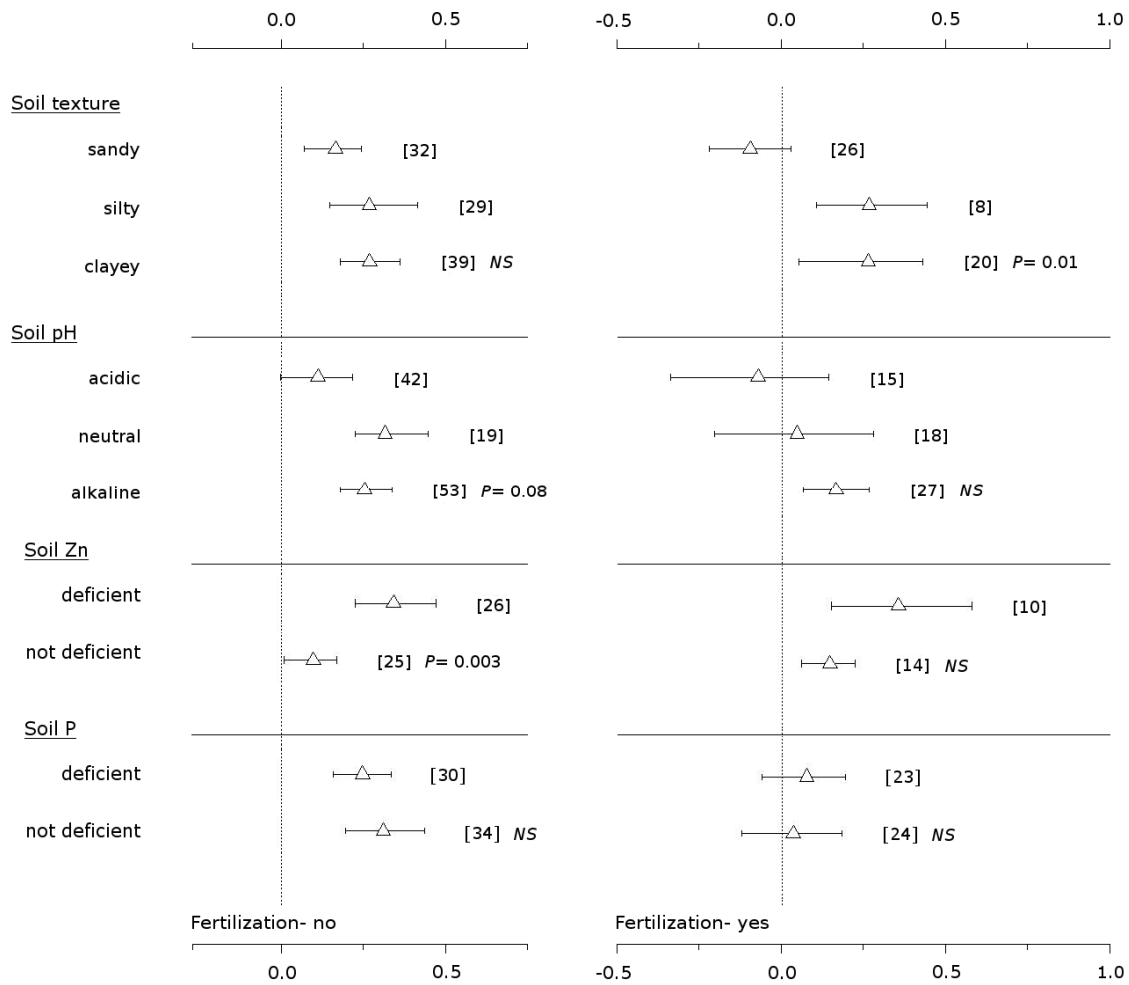 0.0 0.5 -0.5 0.0 0.5 1.0
Soil texture
sandy [32] [26]
silty [29] [8]
clayey [39] NS [20] P= 0.01
Soil pH
acidic [42] [15]
neutral [19] [18]
alkaline [53] P= 0.08 [27] NS
Soil Zn
deficient [26] [10]
not deficient [25] P= 0.003 [14] NS
Soil P
deficient [30] [23]
not deficient [34] NS [24] NS
Fertilization- no Fertilization- yes
0.0 0.5 -0.5 0.0 0.5 1.0